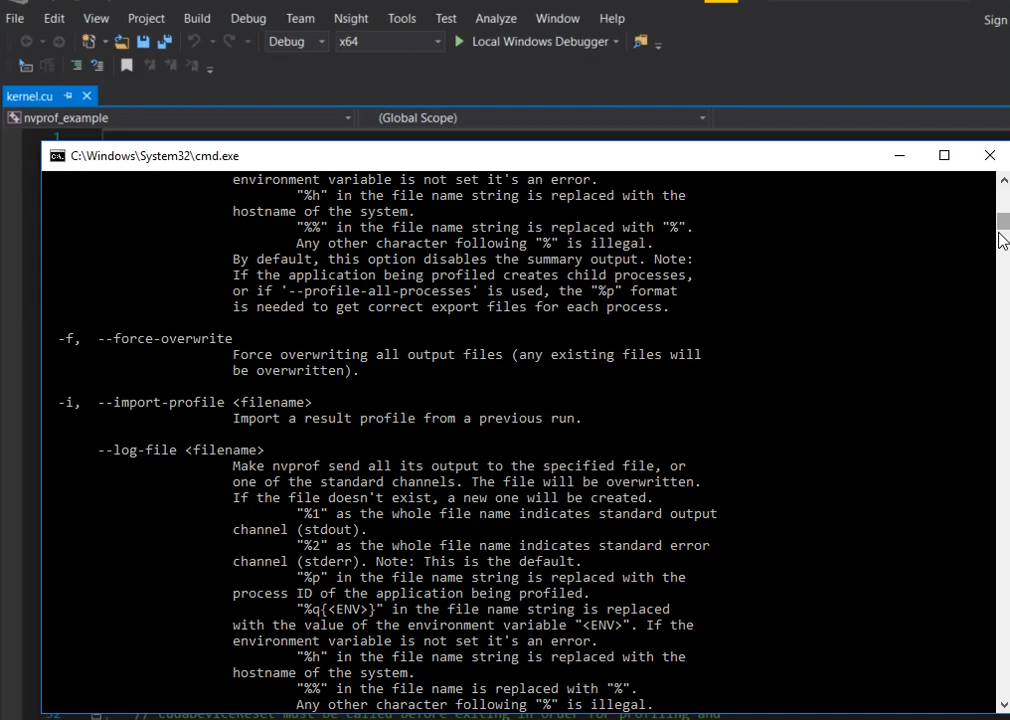 File Edit View Project Build Debug Team Nsight Tools Test Analyze Window Help Sign
Debug x64 Local Windows Debugger
kernel.cu
nvprof_example (Global Scope)
1
C:\Windows\System32\cmd.exe
environment variable is not set it's an error.
"%h" in the file name string is replaced with the
hostname of the system.
"%%" in the file name string is replaced with "%".
Any other character following "%" is illegal.
By default, this option disables the summary output. Note:
If the application being profiled creates child processes,
or if '--profile-all-processes' is used, the "%p" format
is needed to get correct export files for each process.
-f, --force-overwrite
Force overwriting all output files (any existing files will
be overwritten).
-i, --import-profile <filename>
Import a result profile from a previous run.
--log-file <filename>
Make nvprof send all its output to the specified file, or
one of the standard channels. The file will be overwritten.
If the file doesn't exist, a new one will be created.
"%1" as the whole file name indicates standard output
channel (stdout).
"%2" as the whole file name indicates standard error
channel (stderr). Note: This is the default.
"%p" in the file name string is replaced with the
process ID of the application being profiled.
"%q{<ENV>}" in the file name string is replaced
with the value of the environment variable "<ENV>". If the
environment variable is not set it's an error.
"%h" in the file name string is replaced with the
hostname of the system.
"%%" in the file name is replaced with "%".
Any other character following "%" is illegal.
// cudaDeviceReset must be called before exiting in order for profiling and